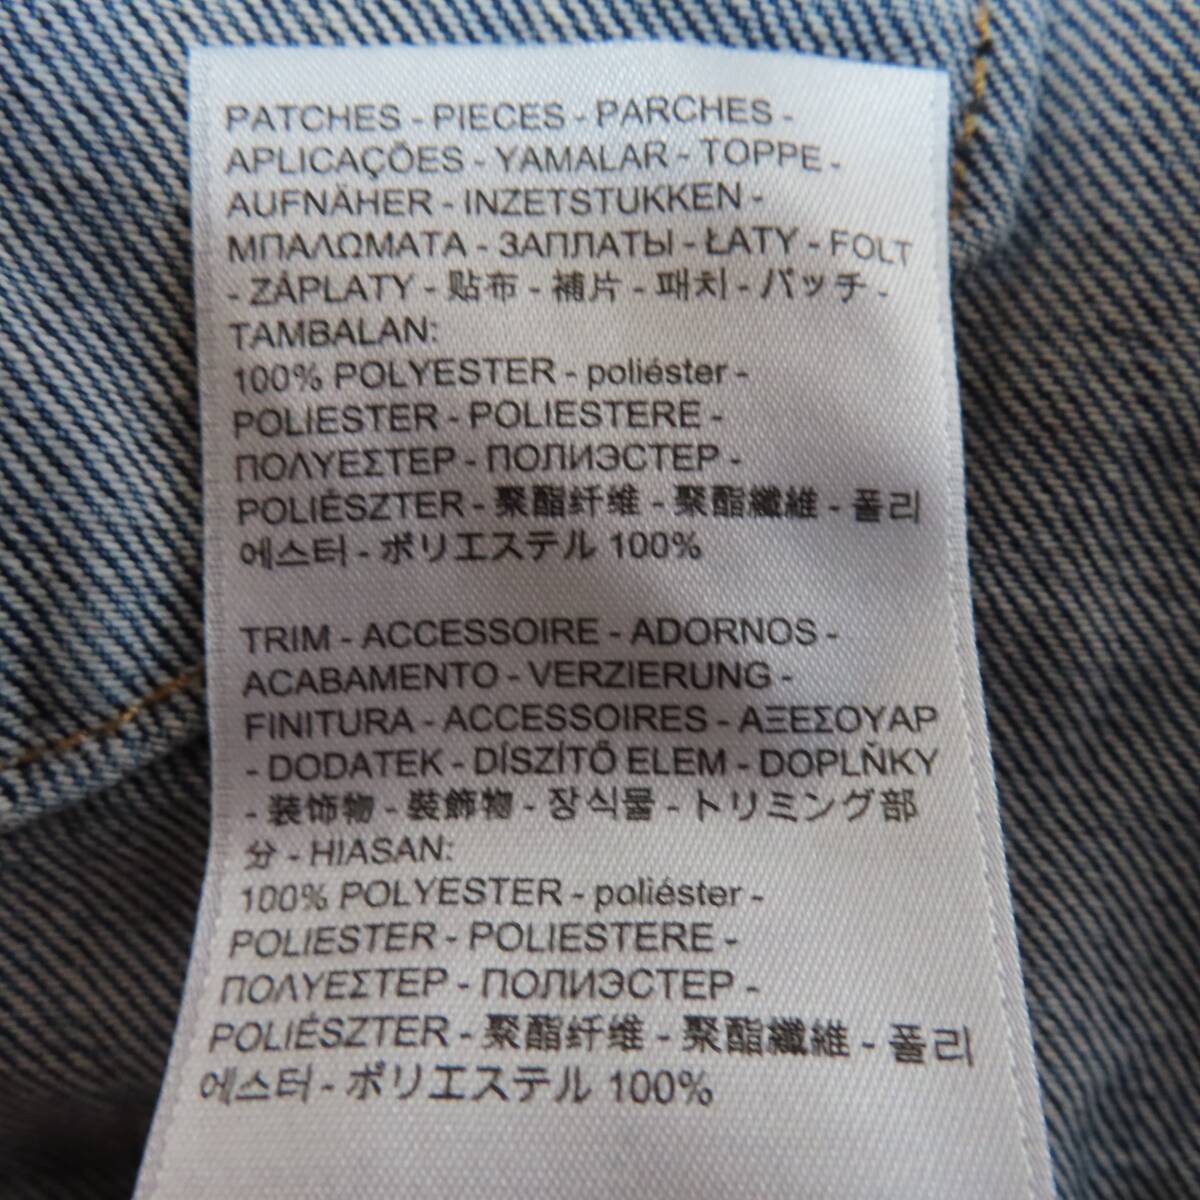 PATCHES - PIECES - PARCHES -
APLICAÇÕES - YAMALAR - TOPPE -
AUFNÄHER - INZETSTUKKEN -
ΜΠΑΛΩΜΑΤΑ - ЗАПЛАТЫ - ŁATY - FOLT
- ZÁPLATY - 贴布 - 補片 - 패치 - パッチ -
TAMBALAN:
100% POLYESTER - poliéster -
POLIESTER - POLIESTERE -
ΠΟΛΥΕΣΤΕΡ - ПОЛИЭСТЕР -
POLIÉSZTER - 聚酯纤维 - 聚酯纖維 - 폴리
에스터 - ポリエステル 100%
TRIM - ACCESSOIRE - ADORNOS -
ACABAMENTO - VERZIERUNG -
FINITURA - ACCESSOIRES - ΑΞΕΣΟΥΑΡ
- DODATEK - DÍSZÍTŐ ELEM - DOPLŇKY
- 装饰物 - 裝飾物 - 장식물 - トリミング部
分 - HIASAN:
100% POLYESTER - poliéster -
POLIESTER - POLIESTERE -
ΠΟΛΥΕΣΤΕΡ - ПОЛИЭСТЕР -
POLIÉSZTER - 聚酯纤维 - 聚酯纖維 - 폴리
에스터 - ポリエステル 100%